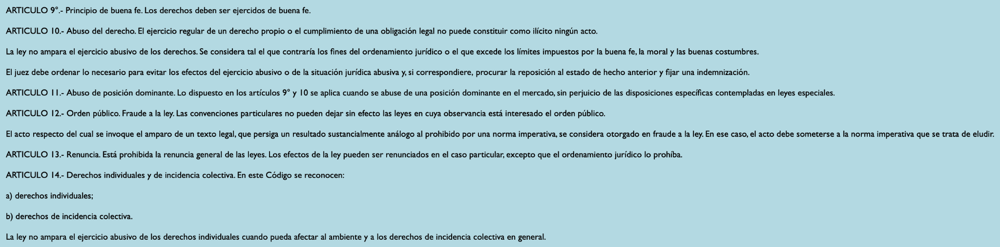 ARTICULO 9°.- Principio de buena fe. Los derechos deben ser ejercidos de buena fe.
ARTICULO 10.- Abuso del derecho. El ejercicio regular de un derecho propio o el cumplimiento de una obligación legal no puede constituir como ilícito ningún acto.
La ley no ampara el ejercicio abusivo de los derechos. Se considera tal el que contraría los fines del ordenamiento jurídico o el que excede los límites impuestos por la buena fe, la moral y las buenas costumbres.
El juez debe ordenar lo necesario para evitar los efectos del ejercicio abusivo o de la situación jurídica abusiva y, si correspondiere, procurar la reposición al estado de hecho anterior y fijar una indemnización.
ARTICULO 11.- Abuso de posición dominante. Lo dispuesto en los artículos 9° y 10 se aplica cuando se abuse de una posición dominante en el mercado, sin perjuicio de las disposiciones específicas contempladas en leyes especiales.
ARTICULO 12.- Orden público. Fraude a la ley. Las convenciones particulares no pueden dejar sin efecto las leyes en cuya observancia está interesado el orden público.
El acto respecto del cual se invoque el amparo de un texto legal, que persiga un resultado sustancialmente análogo al prohibido por una norma imperativa, se considera otorgado en fraude a la ley. En ese caso, el acto debe someterse a la norma imperativa que se trata de eludir.
ARTICULO 13.- Renuncia. Está prohibida la renuncia general de las leyes. Los efectos de la ley pueden ser renunciados en el caso particular, excepto que el ordenamiento jurídico lo prohíba.
ARTICULO 14.- Derechos individuales y de incidencia colectiva. En este Código se reconocen:
a) derechos individuales;
b) derechos de incidencia colectiva.
La ley no ampara el ejercicio abusivo de los derechos individuales cuando pueda afectar al ambiente y a los derechos de incidencia colectiva en general.